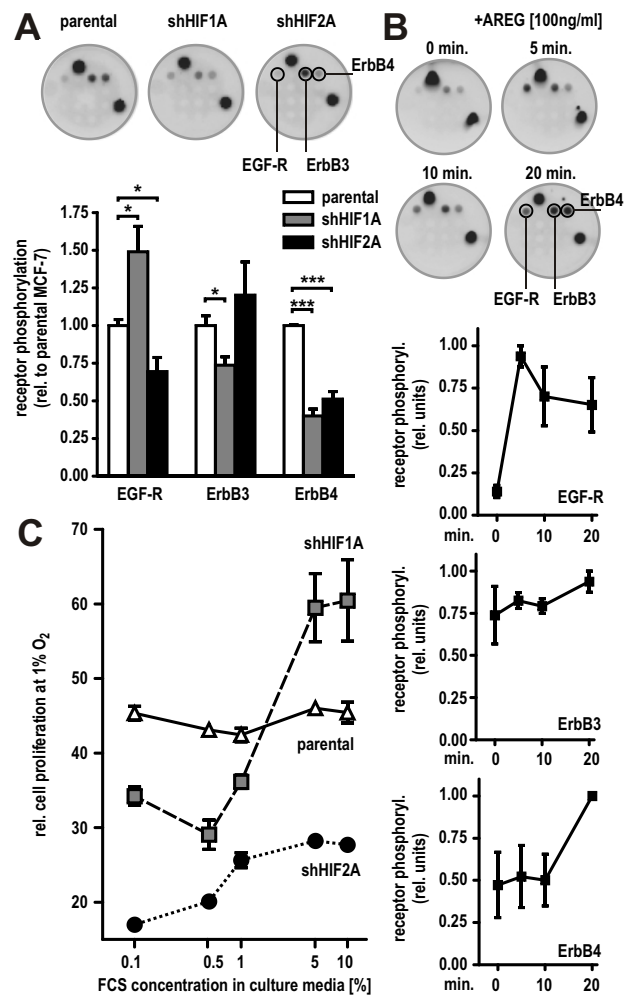 A
parental shHIF1A shHIF2A
ErbB4
EGF-R ErbB3
parental
shHIF1A
shHIF2A
receptor phosphorylation
(rel. to parental MCF-7)
1.75
1.50
1.25
1.00
0.75
0.50
0.25
0.00
* *
*
***
***
EGF-R ErbB3 ErbB4
B
+AREG [100ng/ml]
0 min. 5 min.
10 min. 20 min.
ErbB4
EGF-R ErbB3
receptor phosphoryl.
(rel. units)
1.00
0.75
0.50
0.25
0.00
EGF-R
min. 0 10 20
receptor phosphoryl.
(rel. units)
1.00
0.75
0.50
0.25
0.00
ErbB3
min. 0 10 20
receptor phosphoryl.
(rel. units)
1.00
0.75
0.50
0.25
0.00
ErbB4
min. 0 10 20
C
rel. cell proliferation at 1% O2
70
60
50
40
30
20
shHIF1A
parental
shHIF2A
0.1 0.5 1 5 10
FCS concentration in culture media [%]